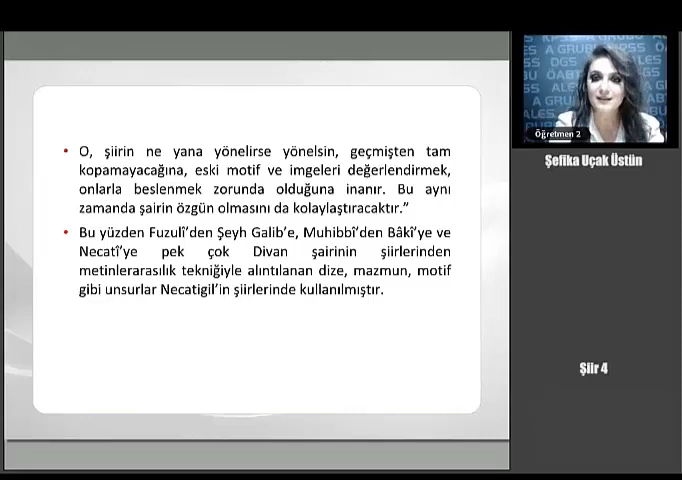 • O, şiirin ne yana yönelirse yönelsin, geçmişten tam
kopamayacağına, eski motif ve imgeleri değerlendirmek,
onlarla beslenmek zorunda olduğuna inanır. Bu aynı
zamanda şairin özgün olmasını da kolaylaştıracaktır.”
• Bu yüzden Fuzulî’den Şeyh Galib’e, Muhibbî’den Bâkî’ye ve
Necatî’ye pek çok Divan şairinin şiirlerinden
metinlerarasılık tekniğiyle alıntılanan dize, mazmun, motif
gibi unsurlar Necatigil’in şiirlerinde kullanılmıştır.
Öğretmen 2
Şefika Uçak Üstün
Şiir 4